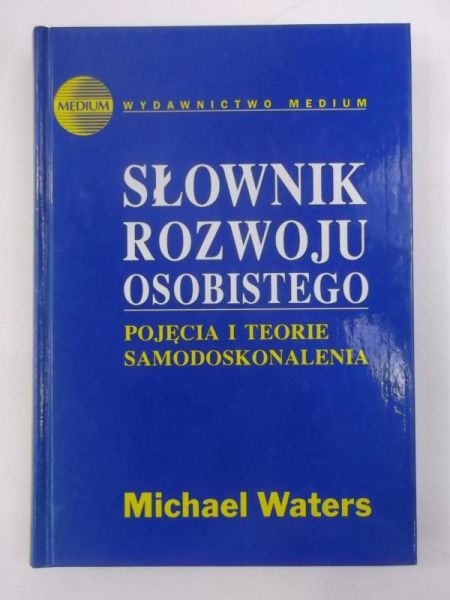 MEDIUM
WYDAWNICTWO MEDIUM
SŁOWNIK
ROZWOJU
OSOBISTEGO
POJĘCIA I TEORIE
SAMODOSKONALENIA
Michael Waters